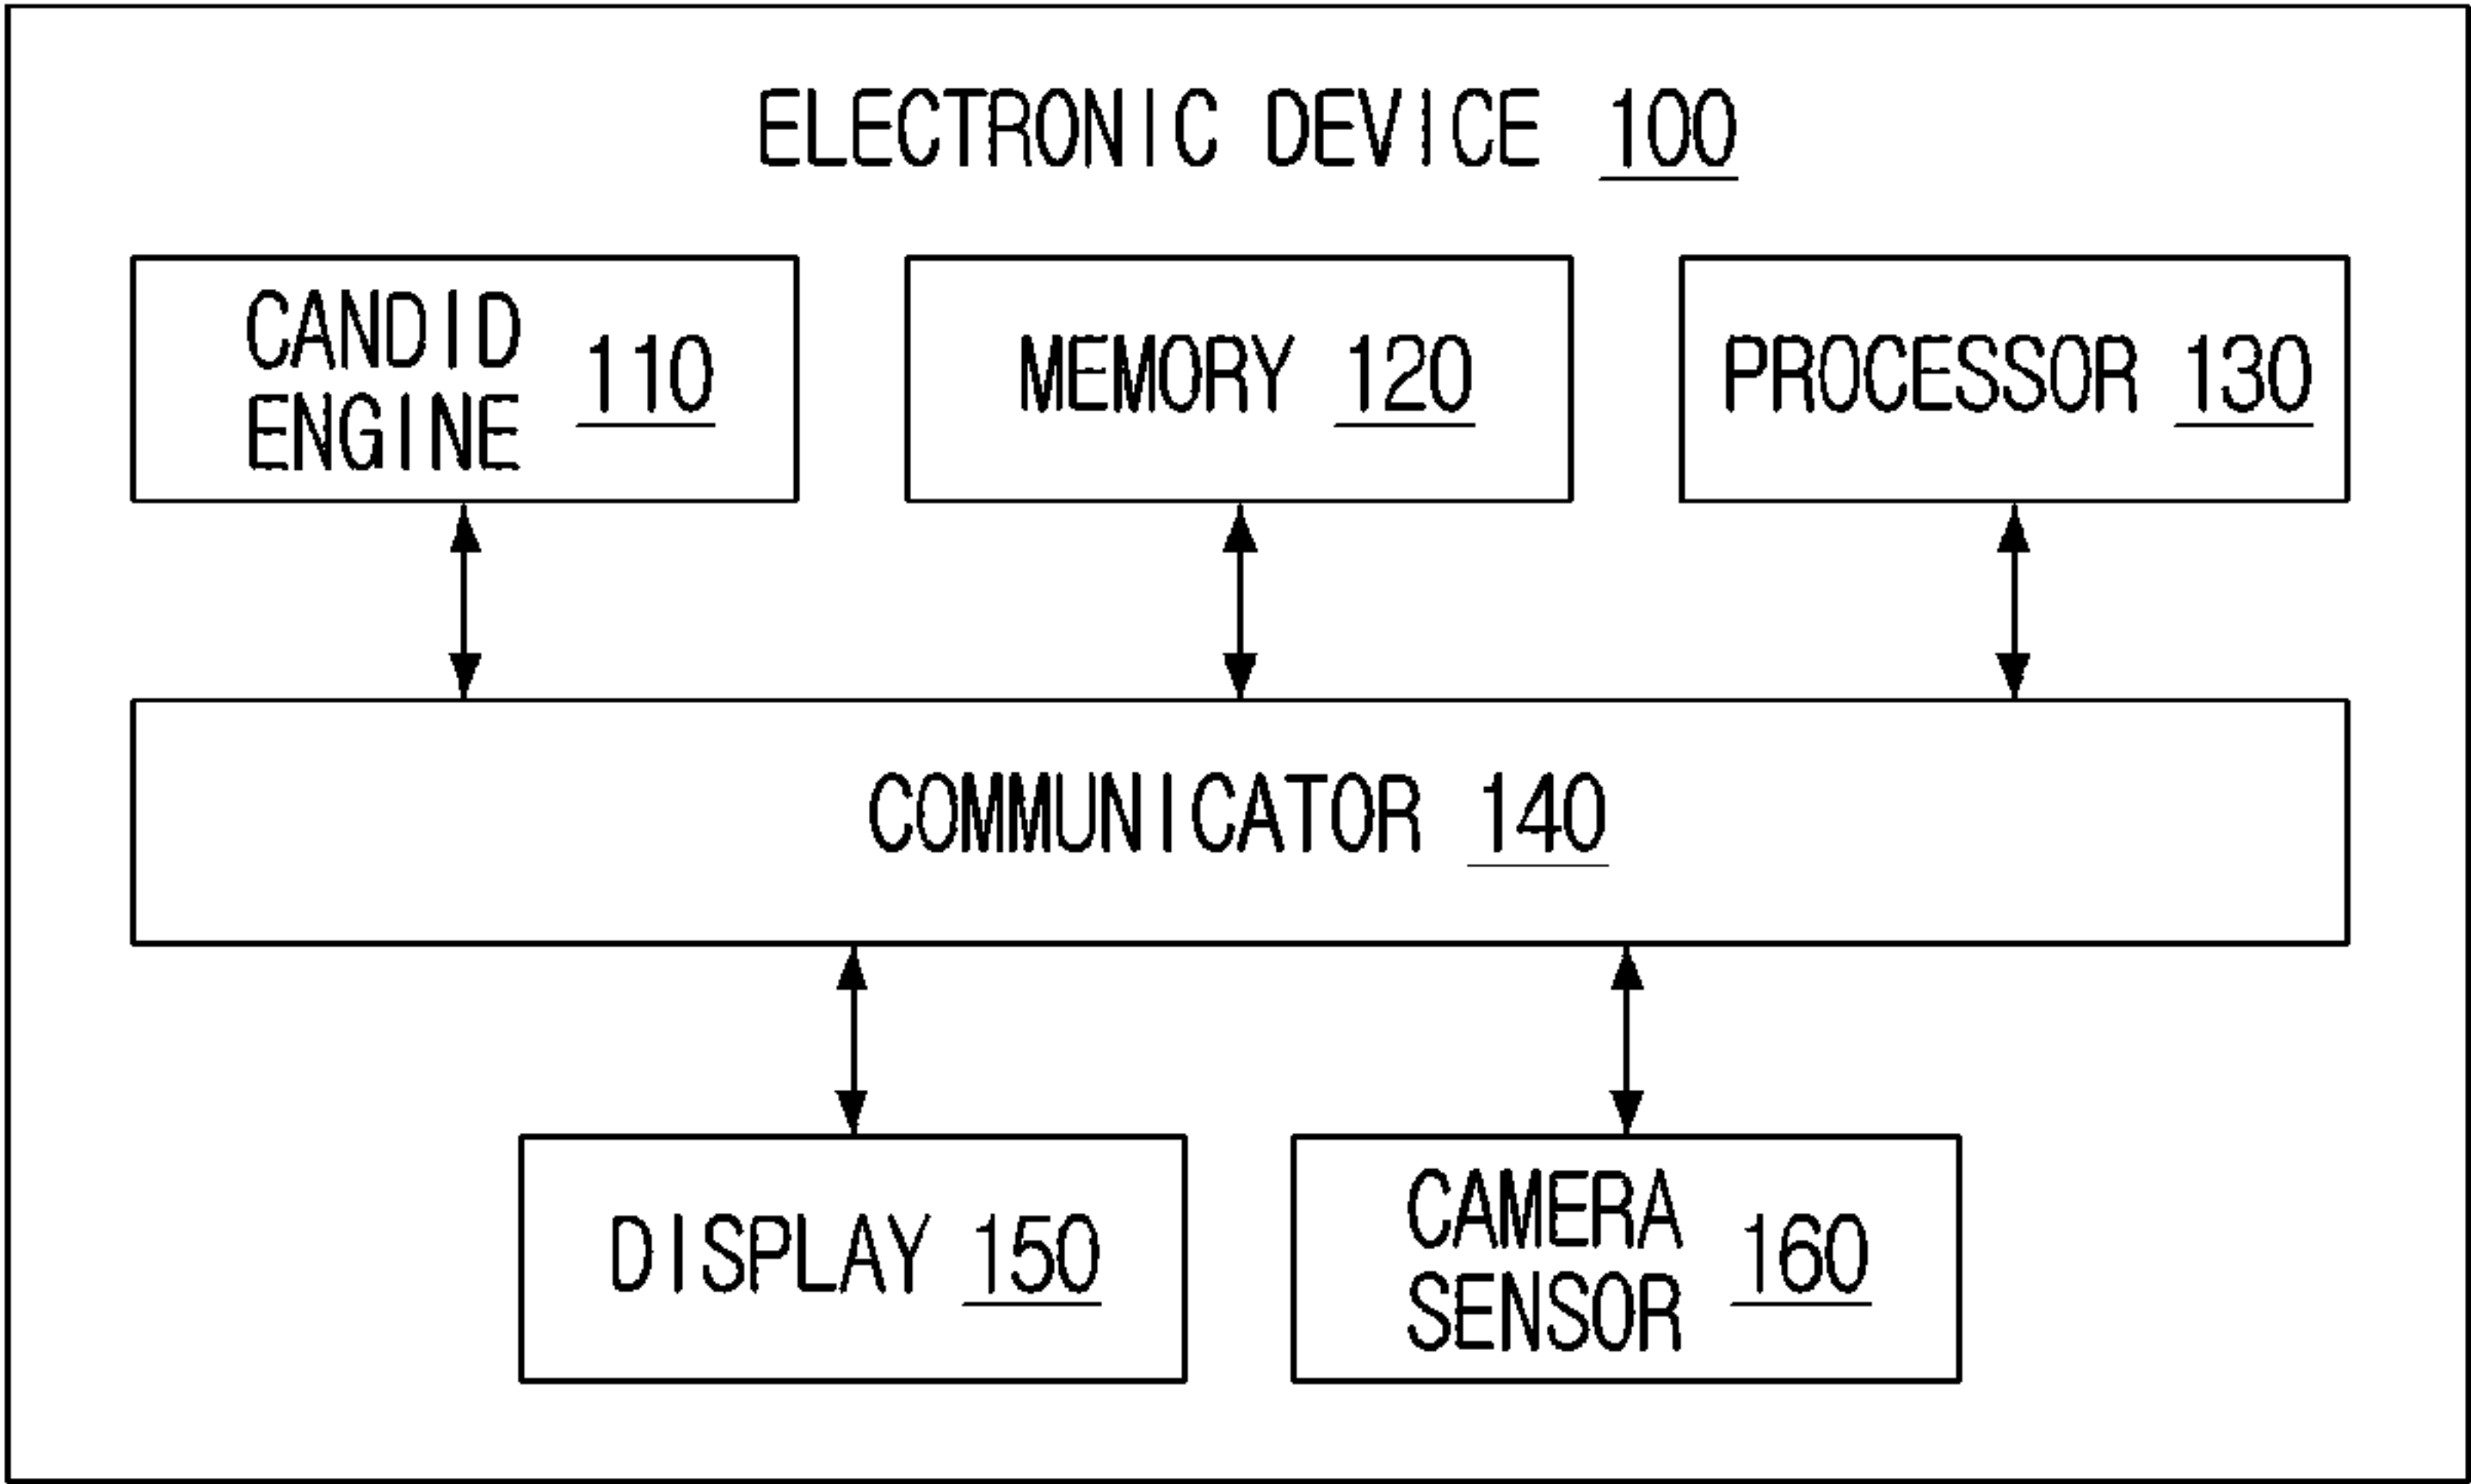 ELECTRONIC DEVICE 100
CANDID
ENGINE 110
MEMORY 120
PROCESSOR 130
COMMUNICATOR 140
DISPLAY 150
CAMERA
SENSOR 160